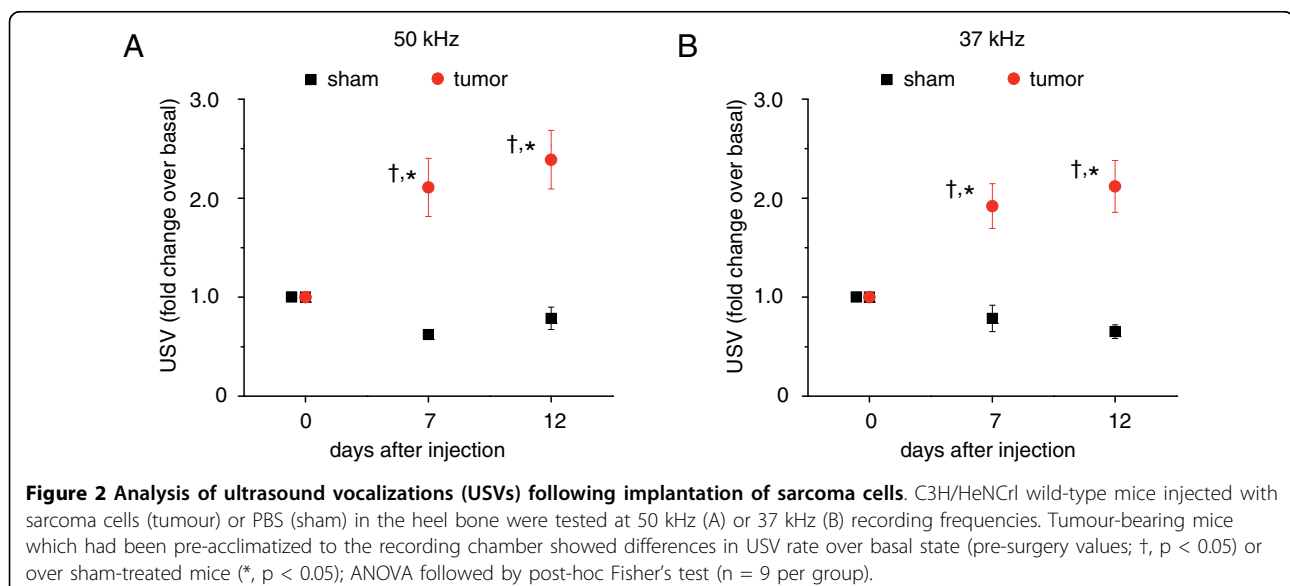 A
50 kHz
■ sham ● tumor
USV (fold change over basal)
3.0
2.0
1.0
0
†,*
†,*
0 7 12
days after injection
B
37 kHz
■ sham ● tumor
USV (fold change over basal)
3.0
2.0
1.0
0
†,*
†,*
0 7 12
days after injection
Figure 2 Analysis of ultrasound vocalizations (USVs) following implantation of sarcoma cells. C3H/HeNCrl wild-type mice injected with
sarcoma cells (tumour) or PBS (sham) in the heel bone were tested at 50 kHz (A) or 37 kHz (B) recording frequencies. Tumour-bearing mice
which had been pre-acclimatized to the recording chamber showed differences in USV rate over basal state (pre-surgery values; †, p < 0.05) or
over sham-treated mice (*, p < 0.05); ANOVA followed by post-hoc Fisher's test (n = 9 per group).